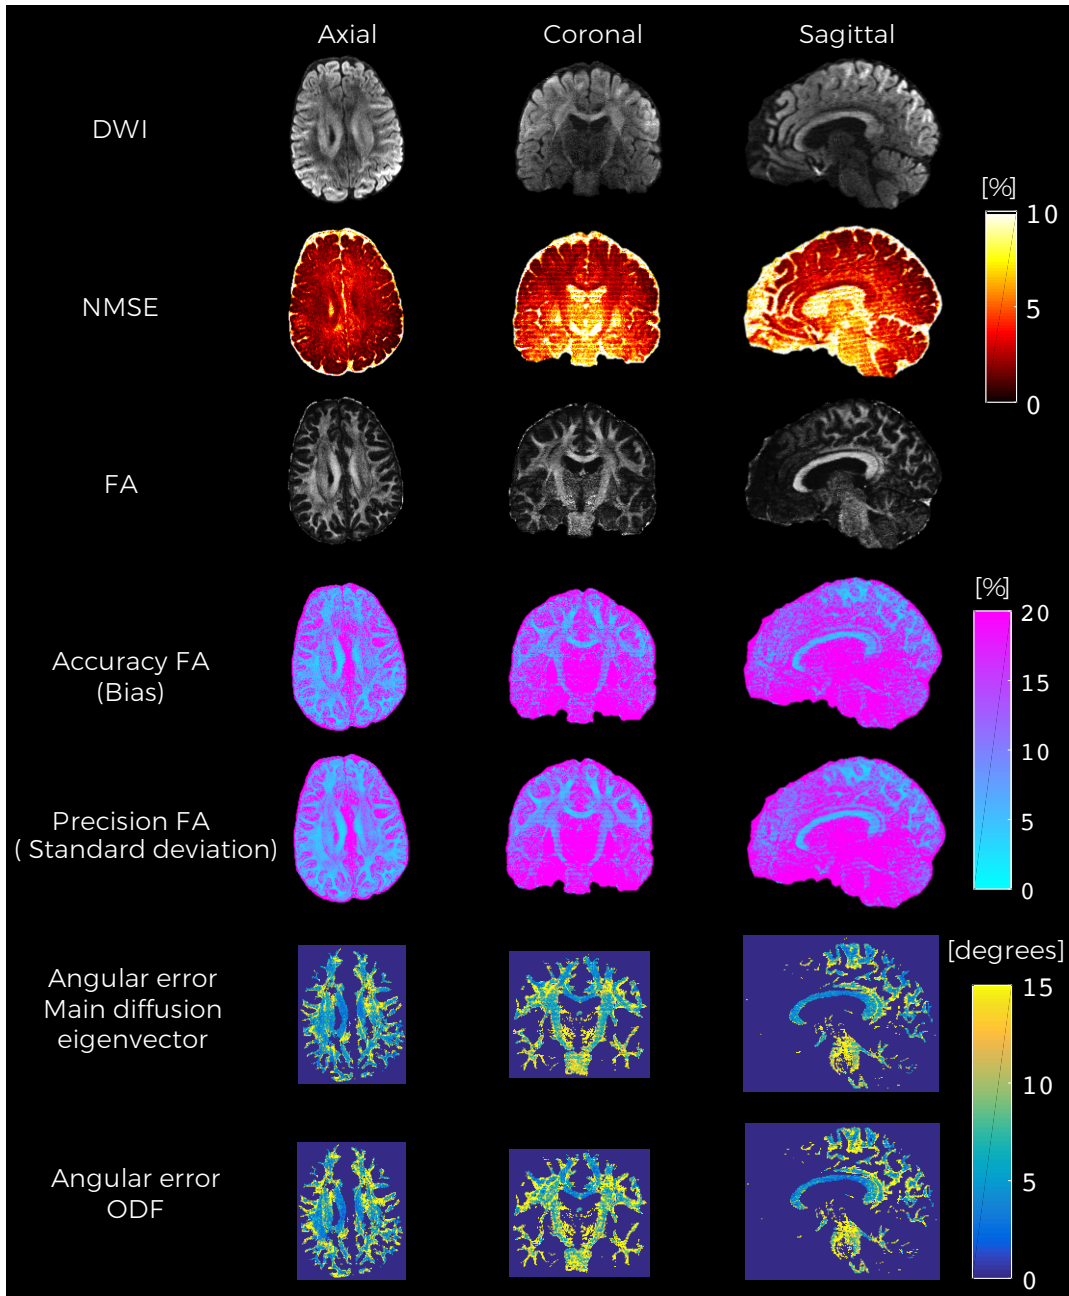 Axial Coronal Sagittal
DWI
[%]
10
NMSE
5
0
FA
[%]
20
Accuracy FA
(Bias)
15
10
Precision FA
( Standard deviation)
5
0
[degrees]
Angular error
Main diffusion
eigenvector
15
10
Angular error
ODF
5
0